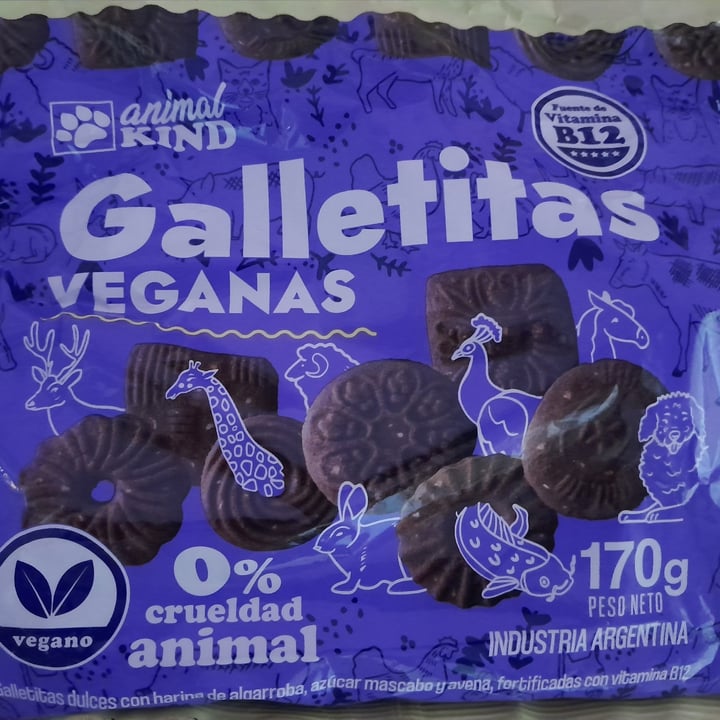 animal
KIND
Fuente de
Vitamina
B12
Galletitas
VEGANAS
0%
crueldad
animal
vegano
170g
PESO NETO
INDUSTRIA ARGENTINA
Galletitas dulces con harina de algarroba, azúcar mascabo y avena, fortificadas con vitamina B12